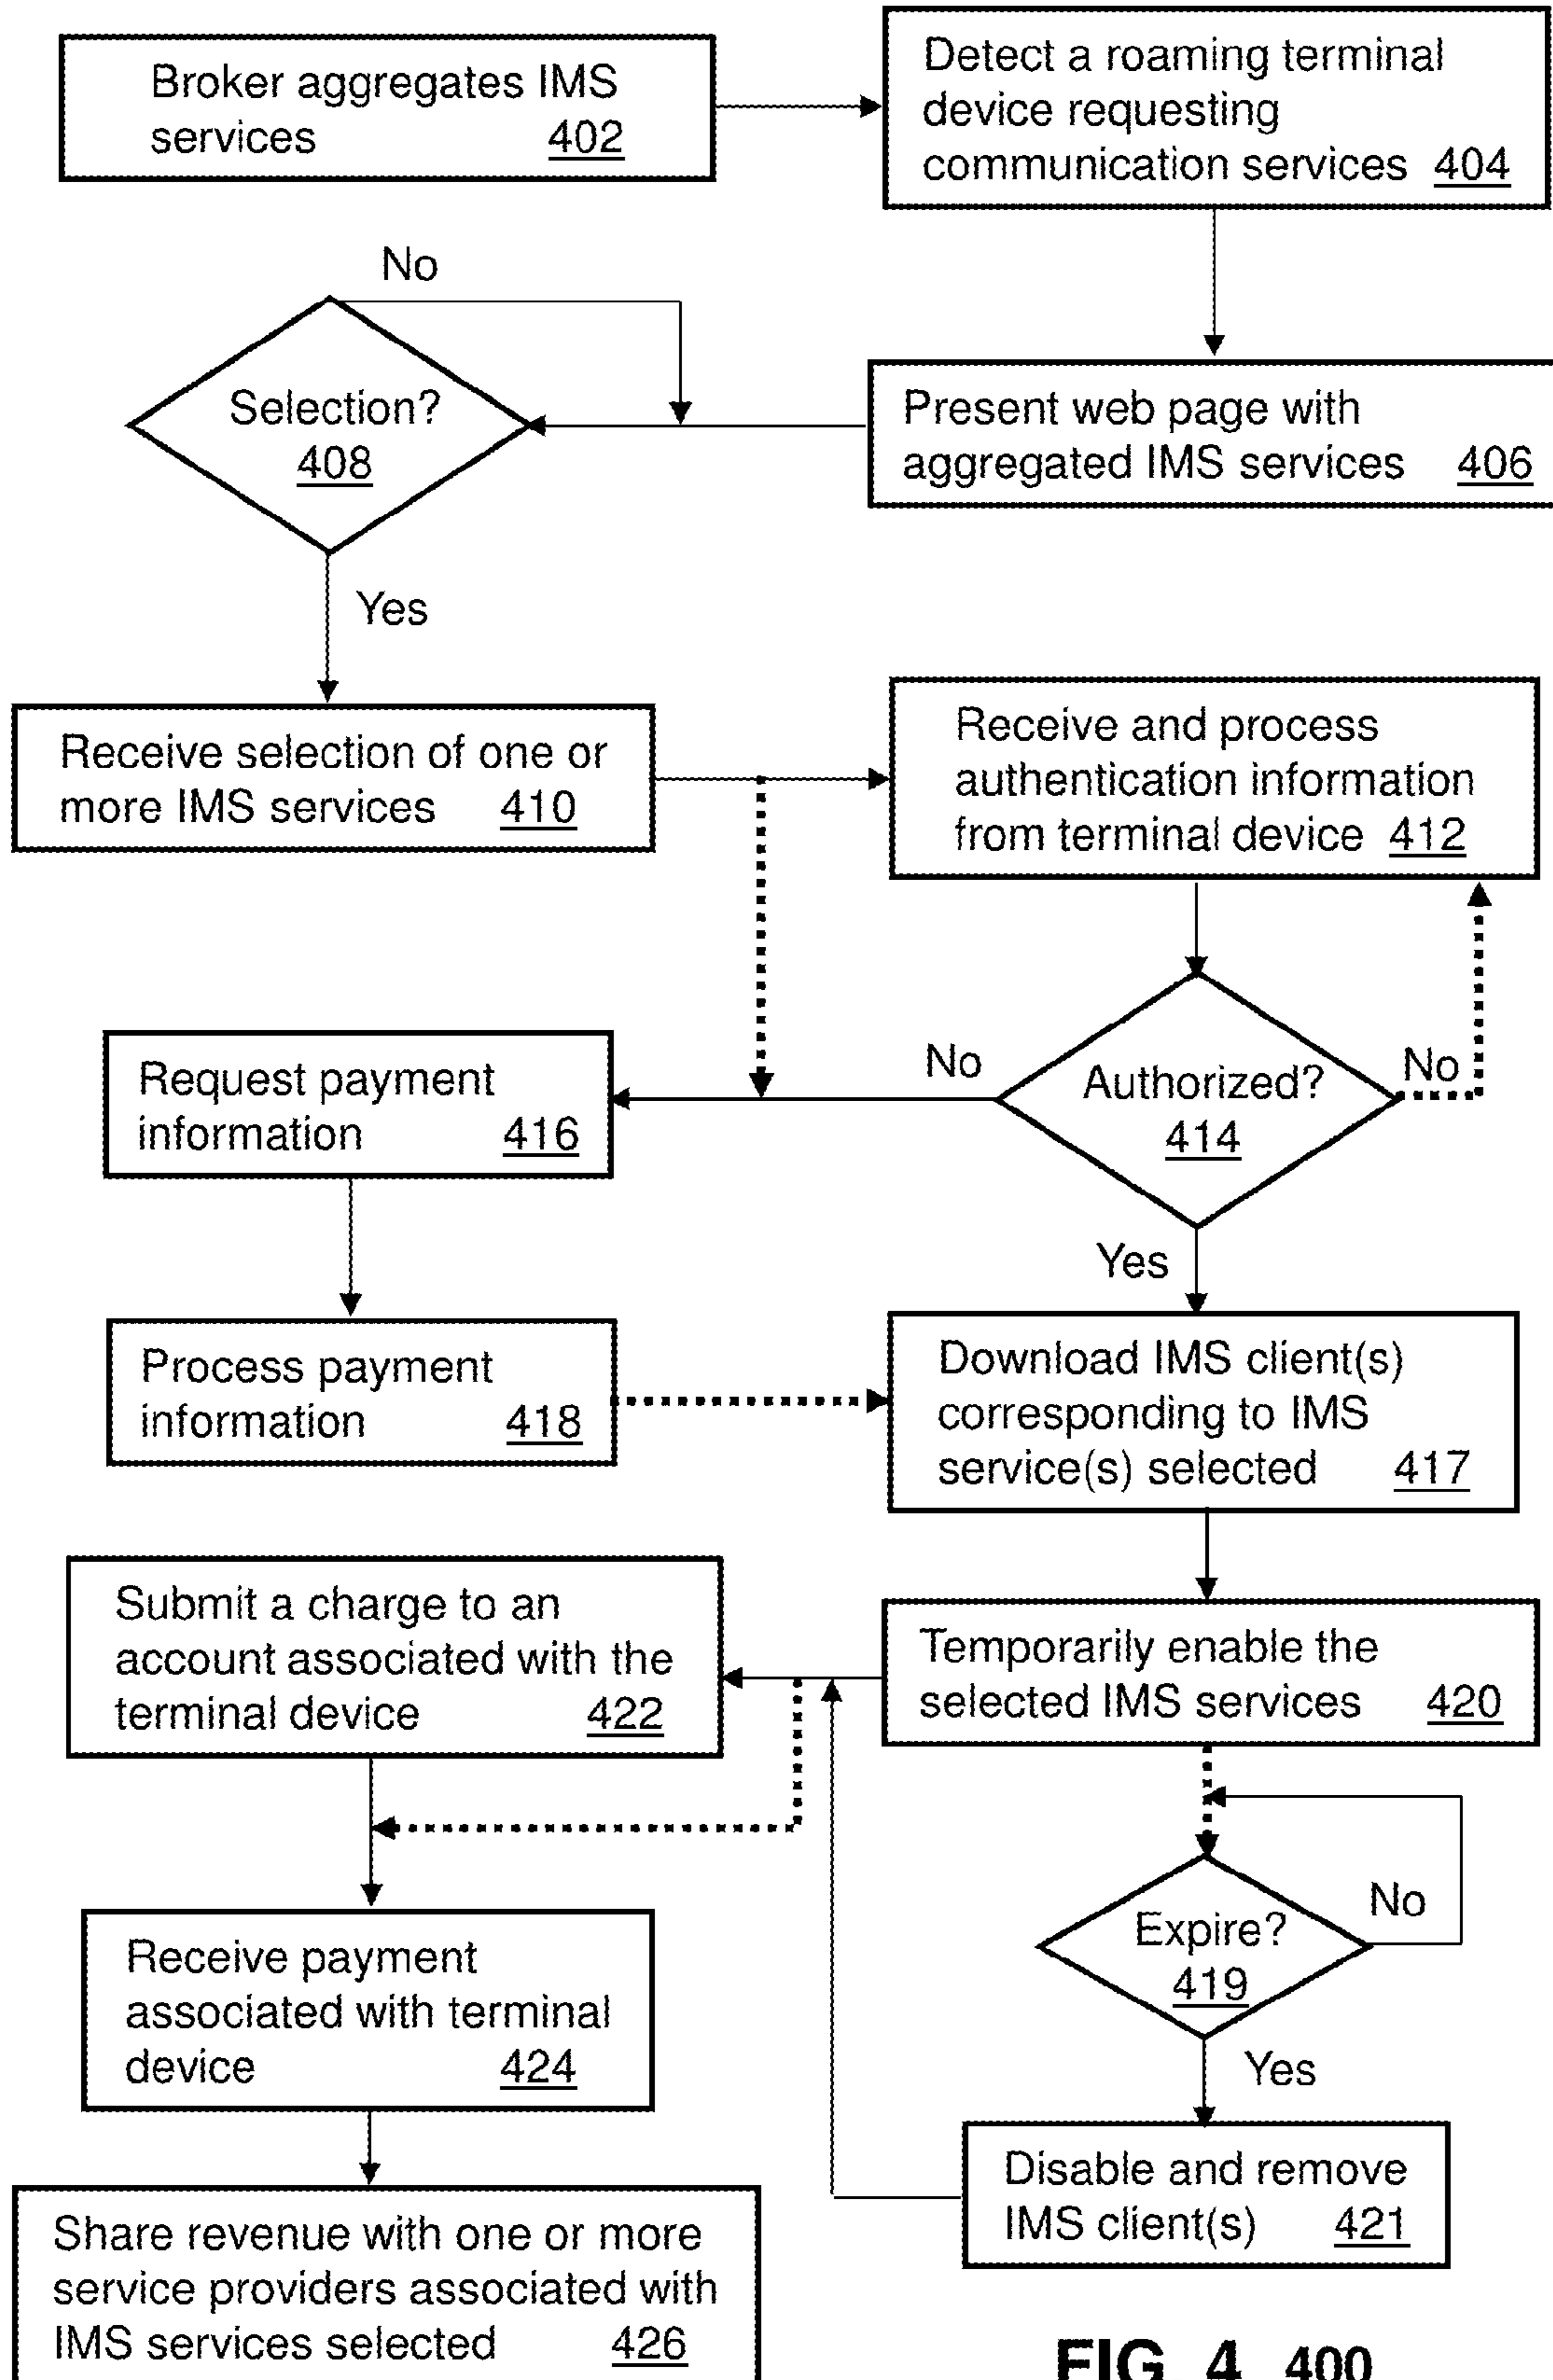 Broker aggregates IMS
services 402
Detect a roaming terminal
device requesting
communication services 404
No
Selection?
408
Present web page with
aggregated IMS services 406
Yes
Receive selection of one or
more IMS services 410
Receive and process
authentication information
from terminal device 412
Request payment
information 416
No
Authorized?
414
No
Yes
Process payment
information 418
Download IMS client(s)
corresponding to IMS
service(s) selected 417
Submit a charge to an
account associated with the
terminal device 422
Temporarily enable the
selected IMS services 420
Expire?
419
No
Receive payment
associated with terminal
device 424
Yes
Disable and remove
IMS client(s) 421
Share revenue with one or more
service providers associated with
IMS services selected 426
FIG. 4 400